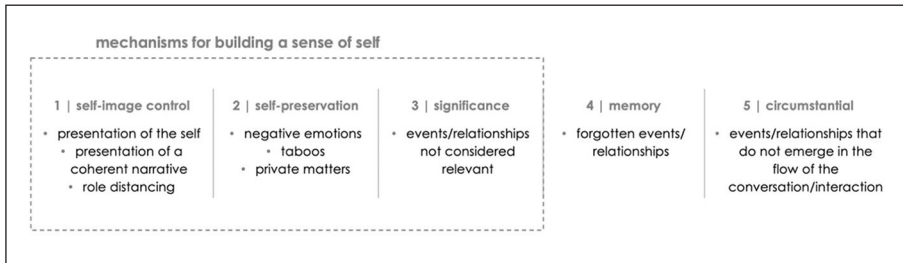 mechanisms for building a sense of self
1 | self-image control
• presentation of the self
• presentation of a
coherent narrative
• role distancing
2 | self-preservation
• negative emotions
• taboos
• private matters
3 | significance
• events/relationships
not considered
relevant
4 | memory
• forgotten events/
relationships
5 | circumstantial
• events/relationships that
do not emerge in the
flow of the
conversation/interaction